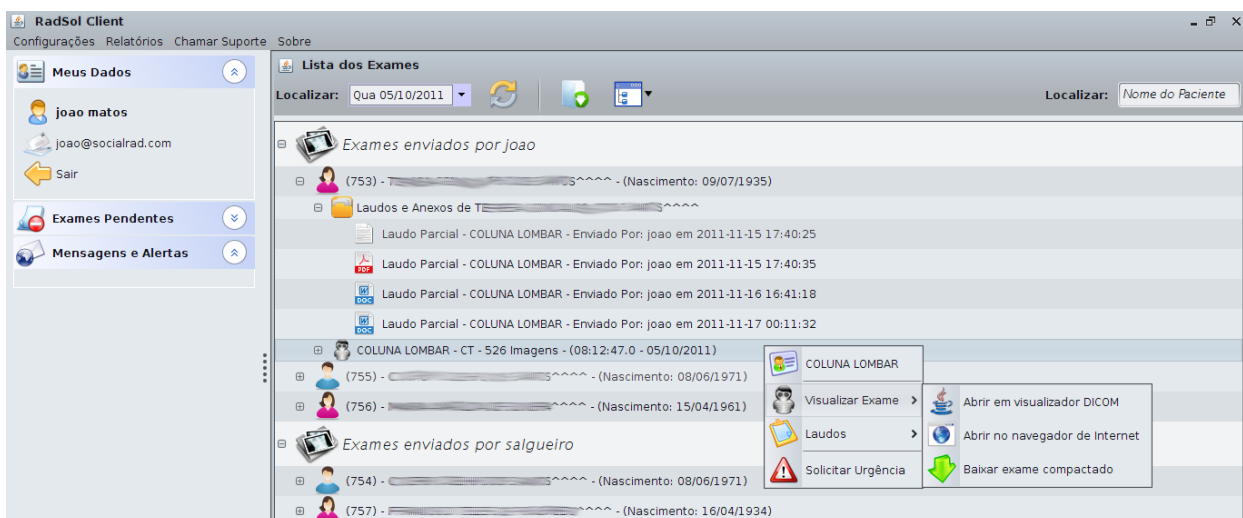 RadSol Client
Configurações Relatórios Chamar Suporte Sobre
Meus Dados
joao matos
joao@socialrad.com
Sair
Exames Pendentes
Mensagens e Alertas
Lista dos Exames
Localizar: Qua 05/10/2011
Localizar: Nome do Paciente
Exames enviados por joao
(753) - S^^^^ - (Nascimento: 09/07/1935)
Laudos e Anexos de T S^^^^
Laudo Parcial - COLUNA LOMBAR - Enviado Por: joao em 2011-11-15 17:40:25
PDF Laudo Parcial - COLUNA LOMBAR - Enviado Por: joao em 2011-11-15 17:40:35
W DOC Laudo Parcial - COLUNA LOMBAR - Enviado Por: joao em 2011-11-16 16:41:18
W DOC Laudo Parcial - COLUNA LOMBAR - Enviado Por: joao em 2011-11-17 00:11:32
COLUNA LOMBAR - CT - 526 Imagens - (08:12:47.0 - 05/10/2011)
(755) - ^^^^ - (Nascimento: 08/06/1971)
(756) - ^^^^ - (Nascimento: 15/04/1961)
Exames enviados por salgueiro
(754) - ^^^^ - (Nascimento: 08/06/1971)
(757) - ^^^^ - (Nascimento: 16/04/1934)
COLUNA LOMBAR
Visualizar Exame
Laudos
Solicitar Urgência
Abrir em visualizador DICOM
Abrir no navegador de Internet
Baixar exame compactado